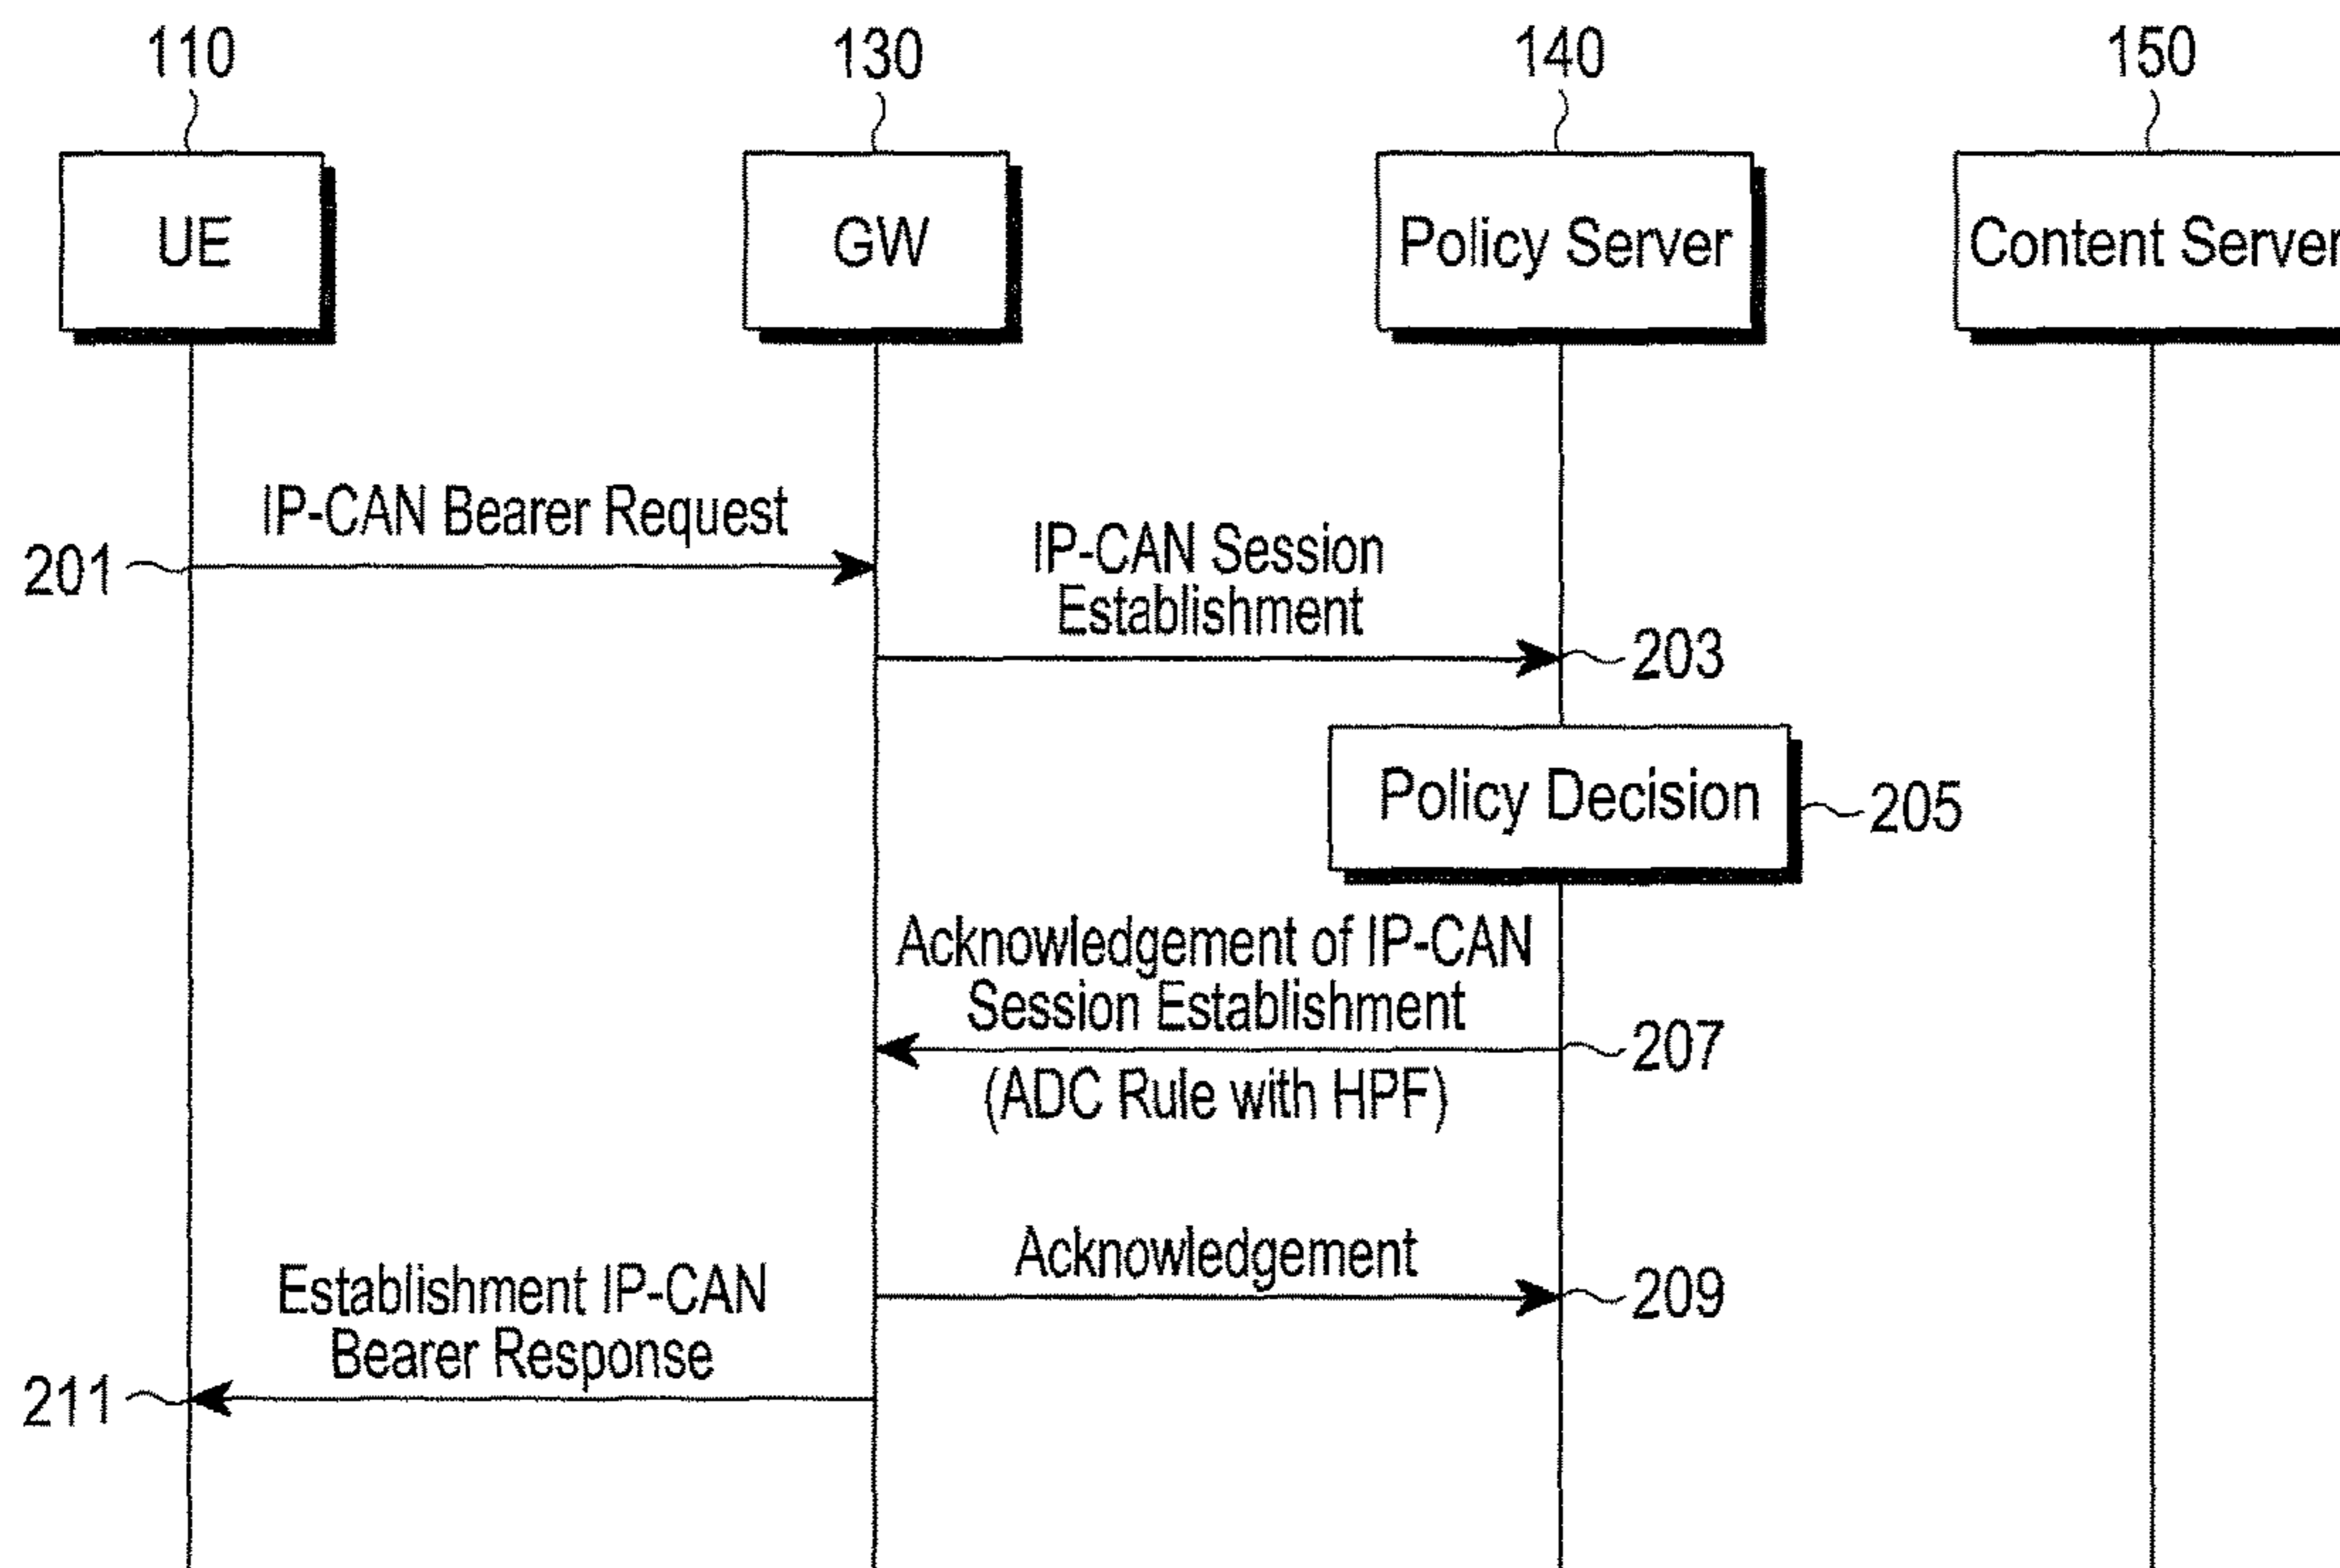 110
130
140
150
UE
GW
Policy Server
Content Server
IP-CAN Bearer Request
201
IP-CAN Session
Establishment
203
Policy Decision
205
Acknowledgement of IP-CAN
Session Establishment
207
(ADC Rule with HPF)
Acknowledgement
209
Establishment IP-CAN
Bearer Response
211